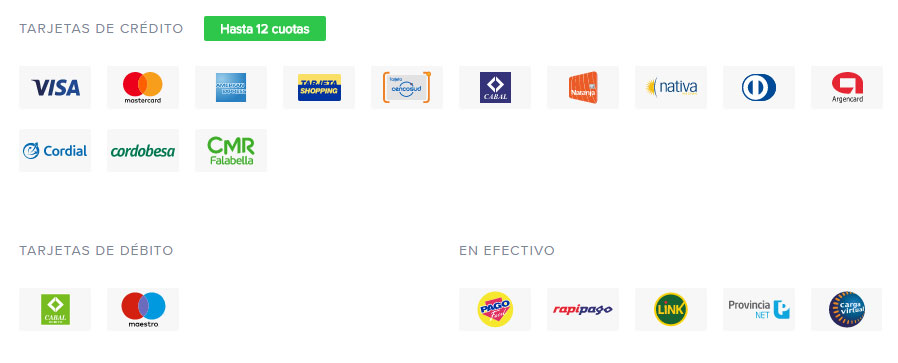 TARJETAS DE CRÉDITO Hasta 12 cuotas
VISA mastercard AMERICAN EXPRESS TARJETA SHOPPING tarjeta cencosud CABAL Naranja nativa Argencard
Cordial cordobesa CMR Falabella
TARJETAS DE DÉBITO EN EFECTIVO
CABAL maestro PAGO Fácil rapipago LINK Provincia NET carga virtual